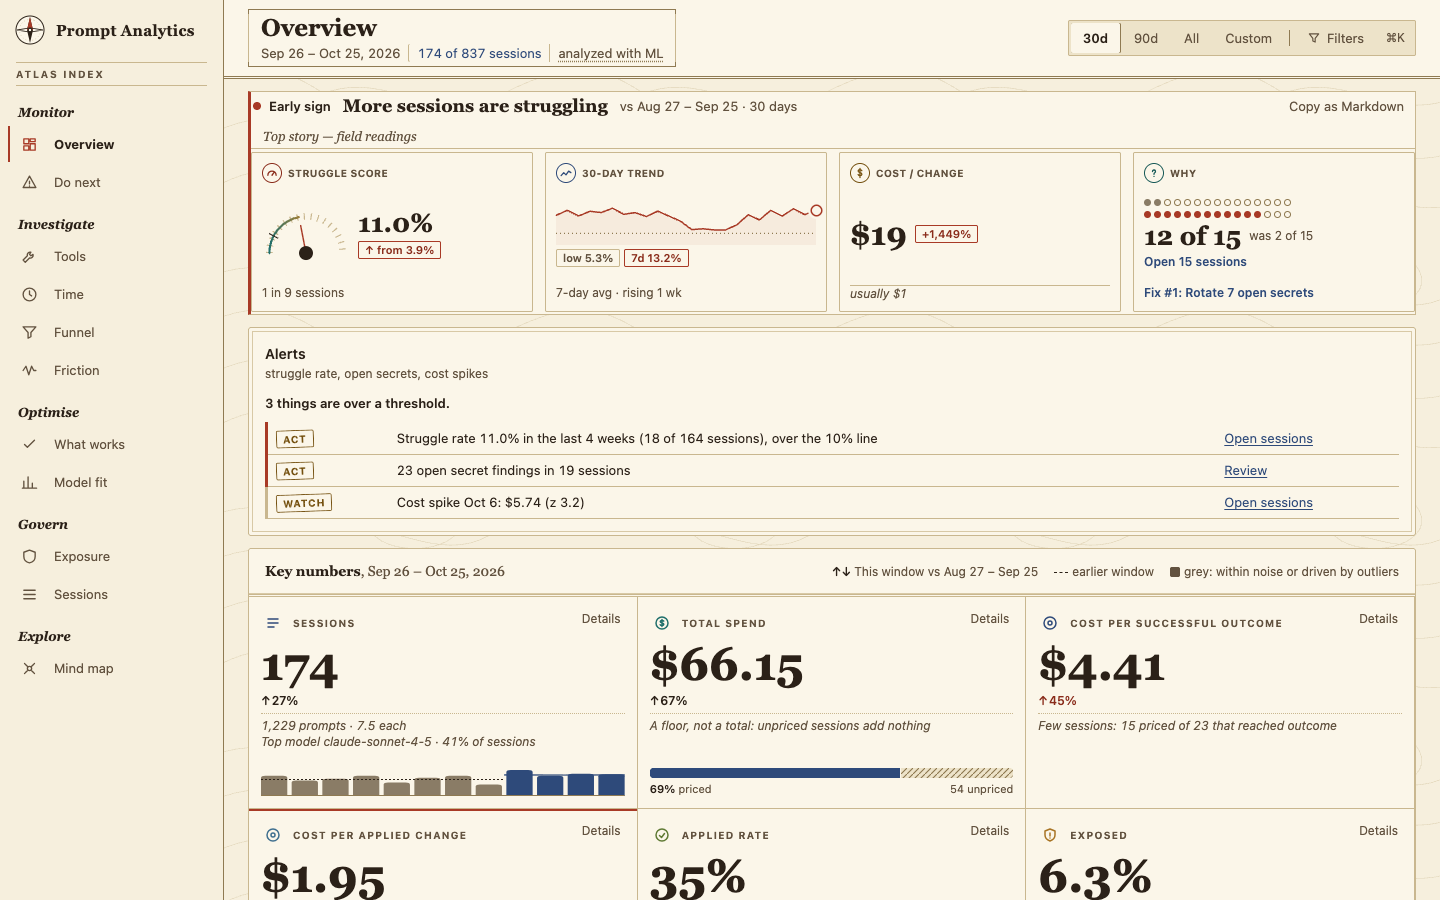 Prompt Analytics
ATLAS INDEX
Monitor
Overview
Do next
Investigate
Tools
Time
Funnel
Friction
Optimise
What works
Model fit
Govern
Exposure
Sessions
Explore
Mind map
Overview
Sep 26 – Oct 25, 2026 174 of 837 sessions analyzed with ML
30d 90d All Custom Filters ⌘K
Early sign More sessions are struggling vs Aug 27 – Sep 25 · 30 days Copy as Markdown
Top story — field readings
STRUGGLE SCORE
11.0%
↑ from 3.9%
1 in 9 sessions
30-DAY TREND
low 5.3% 7d 13.2%
7-day avg · rising 1 wk
COST / CHANGE
$19 +1,449%
usually $1
WHY
12 of 15 was 2 of 15
Open 15 sessions
Fix #1: Rotate 7 open secrets
Alerts
struggle rate, open secrets, cost spikes
3 things are over a threshold.
ACT Struggle rate 11.0% in the last 4 weeks (18 of 164 sessions), over the 10% line Open sessions
ACT 23 open secret findings in 19 sessions Review
WATCH Cost spike Oct 6: $5.74 (z 3.2) Open sessions
Key numbers, Sep 26 – Oct 25, 2026 ↑↓ This window vs Aug 27 – Sep 25 --- earlier window grey: within noise or driven by outliers
SESSIONS Details
174
↑27%
1,229 prompts · 7.5 each
Top model claude-sonnet-4-5 · 41% of sessions
TOTAL SPEND Details
$66.15
↑67%
A floor, not a total: unpriced sessions add nothing
69% priced 54 unpriced
COST PER SUCCESSFUL OUTCOME Details
$4.41
↑45%
Few sessions: 15 priced of 23 that reached outcome
COST PER APPLIED CHANGE Details
$1.95
APPLIED RATE Details
35%
EXPOSED Details
6.3%